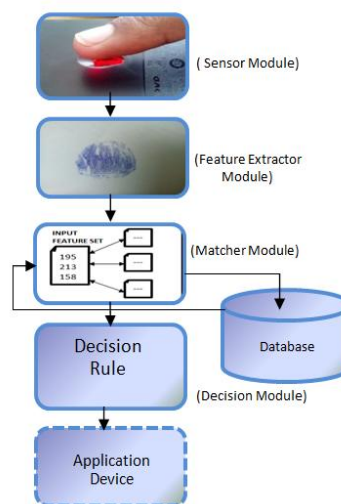 ( Sensor Module)
(Feature Extractor
Module)
INPUT
FEATURE SET
195
213
158
(Matcher Module)
Database
Decision
Rule
(Decision Module)
Application
Device